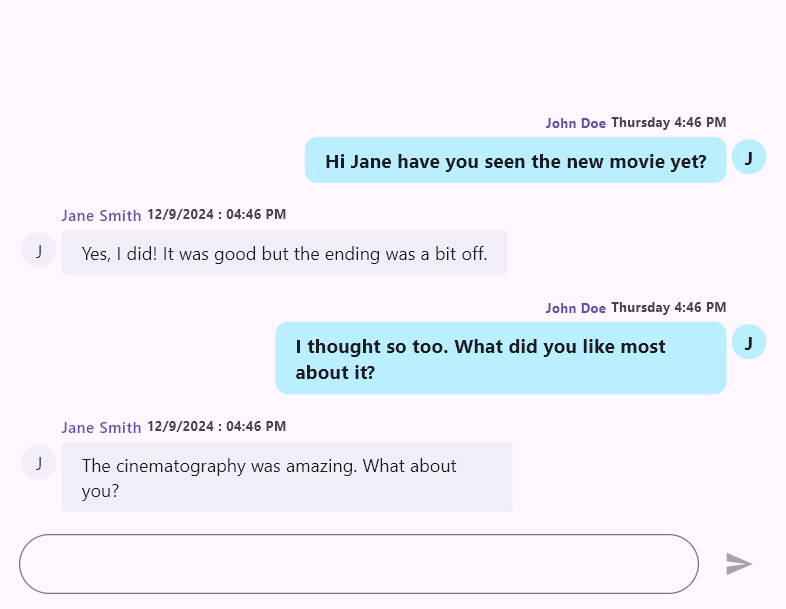 John Doe Thursday 4:46 PM
Hi Jane have you seen the new movie yet?
J
Jane Smith 12/9/2024 : 04:46 PM
J
Yes, I did! It was good but the ending was a bit off.
John Doe Thursday 4:46 PM
I thought so too. What did you like most
about it?
J
Jane Smith 12/9/2024 : 04:46 PM
J
The cinematography was amazing. What about
you?